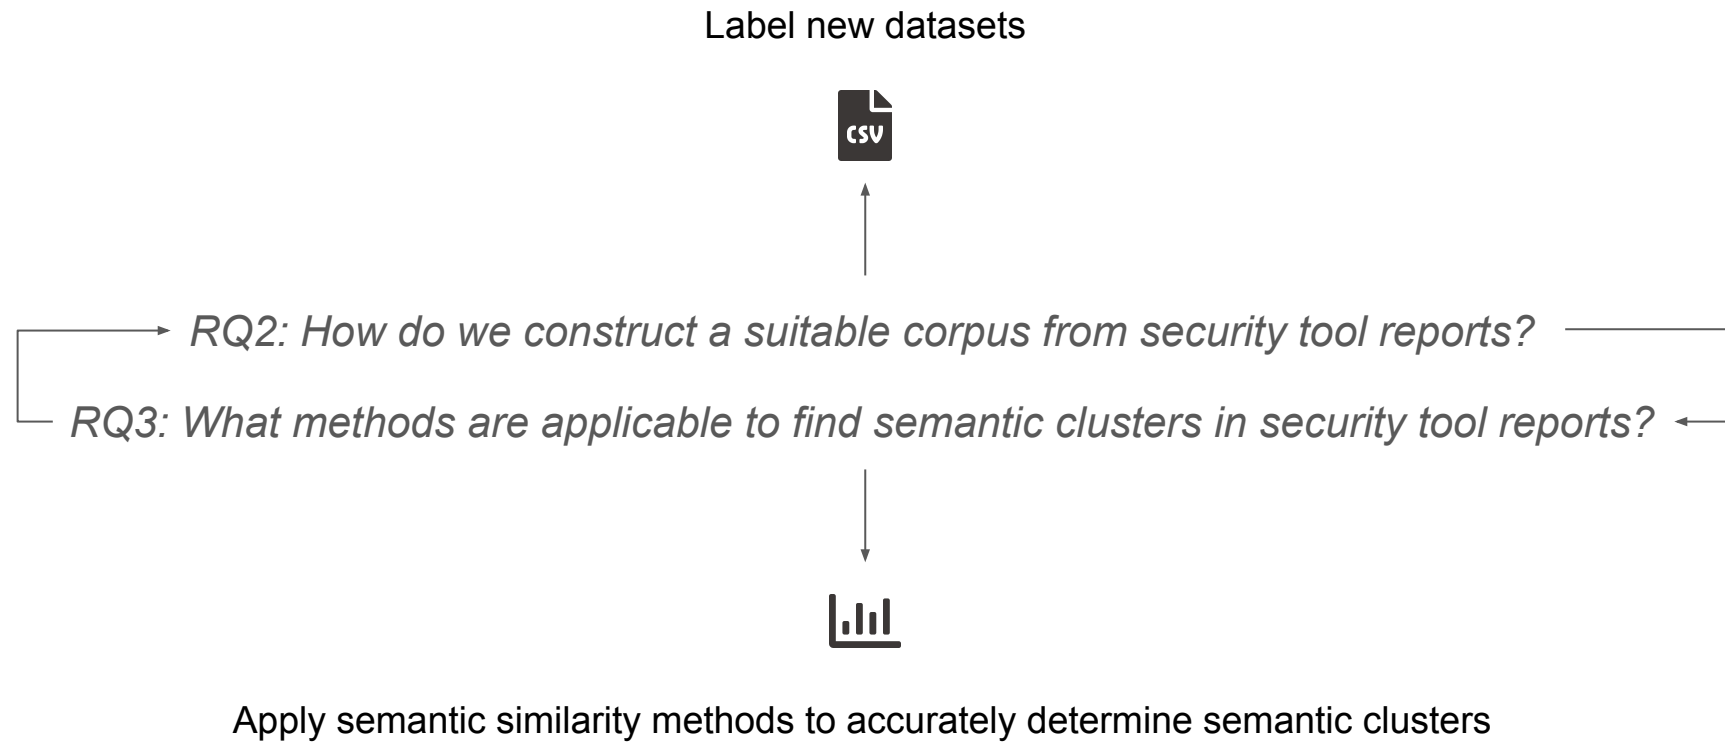 Label new datasets
CSV
RQ2: How do we construct a suitable corpus from security tool reports?
RQ3: What methods are applicable to find semantic clusters in security tool reports?
Apply semantic similarity methods to accurately determine semantic clusters